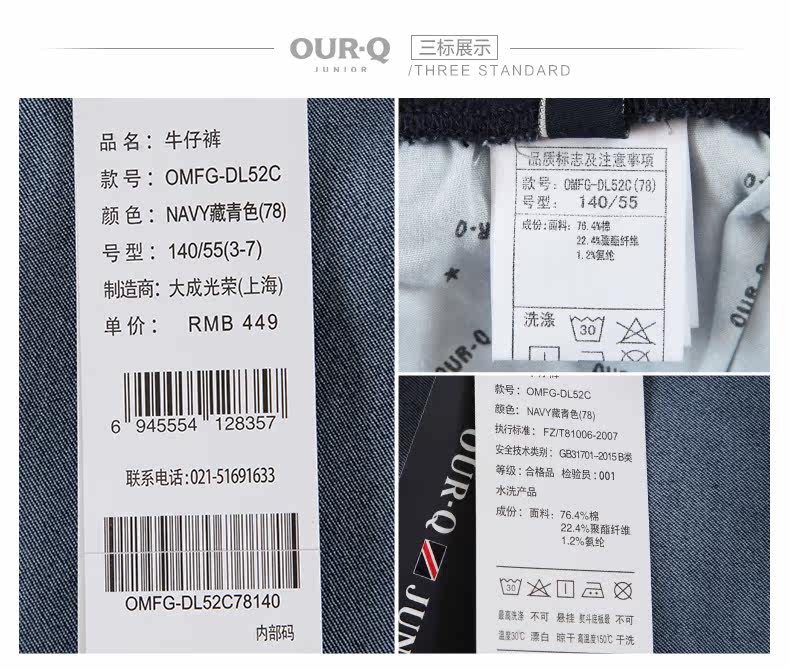 OUR·Q
JUNIOR
三标展示
/THREE STANDARD
品 名： 牛仔裤
款 号： OMFG-DL52C
颜 色： NAVY藏青色(78)
号 型： 140/55(3-7)
制造商： 大成光荣(上海)
单 价： RMB 449
6 945554 128357
联系电话：021-51691633
OMFG-DL52C78140
内部码
品质标志及注意事项
款号： OMFG-DL52C(78)
号型： 140/55
成份：面料：76.4%棉
22.4%聚酯纤维
1.2%氨纶
洗涤
30
OUR-Q
OUR-Q
款号： OMFG-DL52C
颜色： NAVY藏青色(78)
执行标准： FZ/T81006-2007
安全技术类别： GB31701-2015 B类
等级：合格品 检验员：001
水洗产品
成份： 面料： 76.4%棉
22.4%聚酯纤维
1.2%氨纶
30
最高洗涤 不可 悬挂 熨斗底板最 不可
温度30℃ 漂白 晾干 高温度150℃ 干洗
OUR·Q JUN